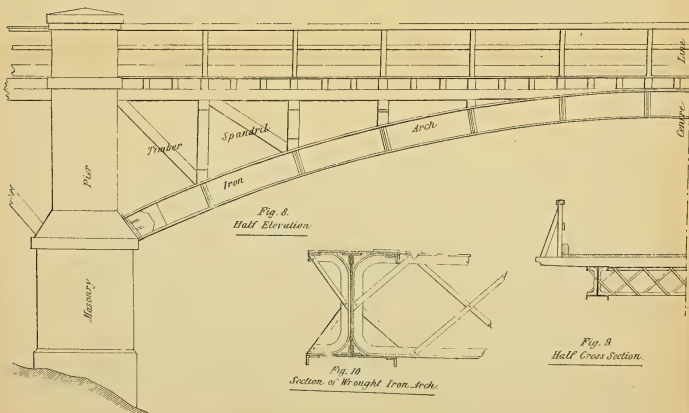 Line
Centre
Timber
Spandril
Arch
Iron
Pier
Masonry
Fig. 8.
Half Elevation
Fig. 10
Section of Wrought Iron Arch.
Fig. 9.
Half Cross Section.